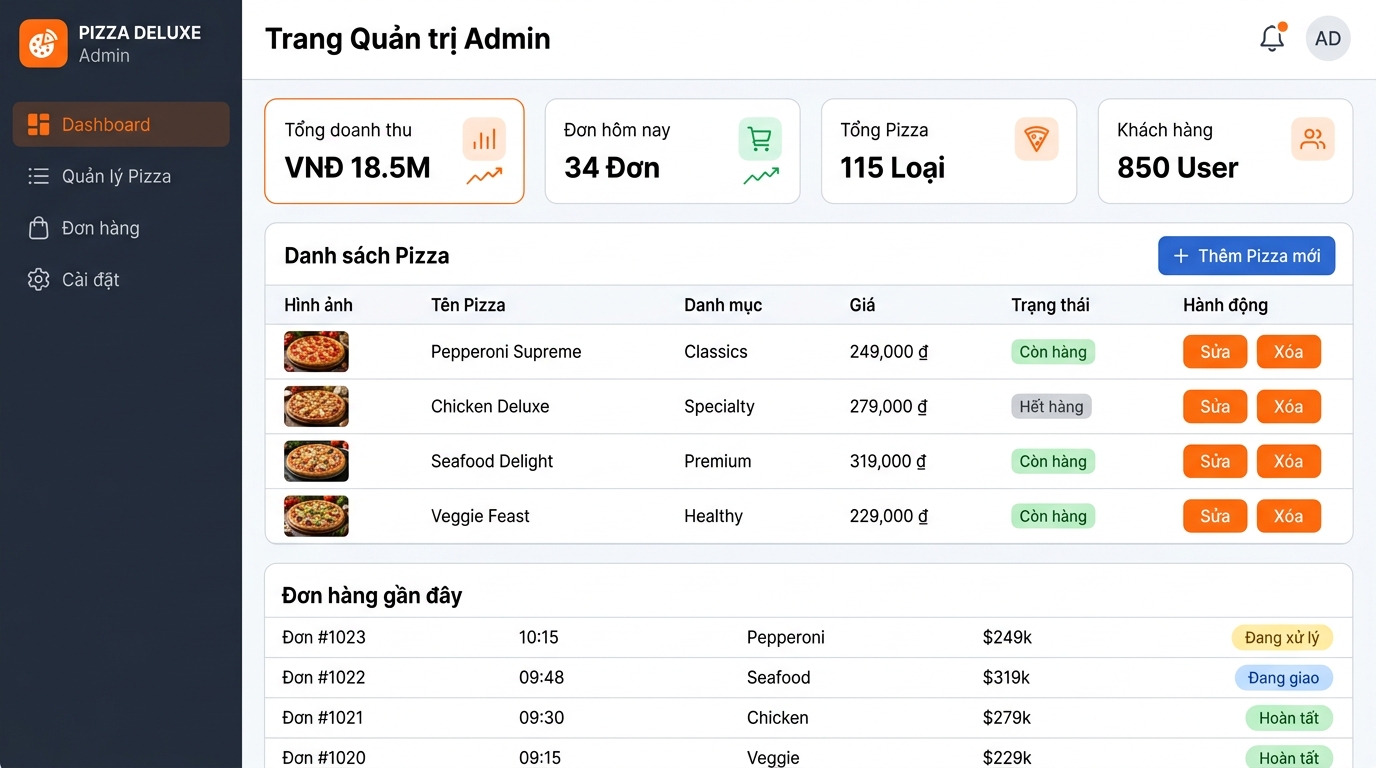 PIZZA DELUXE
Admin
Dashboard
Quản lý Pizza
Đơn hàng
Cài đặt
Trang Quản trị Admin
AD
Tổng doanh thu
VNĐ 18.5M
Đơn hôm nay
34 Đơn
Tổng Pizza
115 Loại
Khách hàng
850 User
Danh sách Pizza
+ Thêm Pizza mới
Hình ảnh Tên Pizza Danh mục Giá Trạng thái Hành động
Pepperoni Supreme Classics 249,000 ₫ Còn hàng Sửa Xóa
Chicken Deluxe Specialty 279,000 ₫ Hết hàng Sửa Xóa
Seafood Delight Premium 319,000 ₫ Còn hàng Sửa Xóa
Veggie Feast Healthy 229,000 ₫ Còn hàng Sửa Xóa
Đơn hàng gần đây
Đơn #1023 10:15 Pepperoni $249k Đang xử lý
Đơn #1022 09:48 Seafood $319k Đang giao
Đơn #1021 09:30 Chicken $279k Hoàn tất
Đơn #1020 09:15 Veggie $229k Hoàn tất